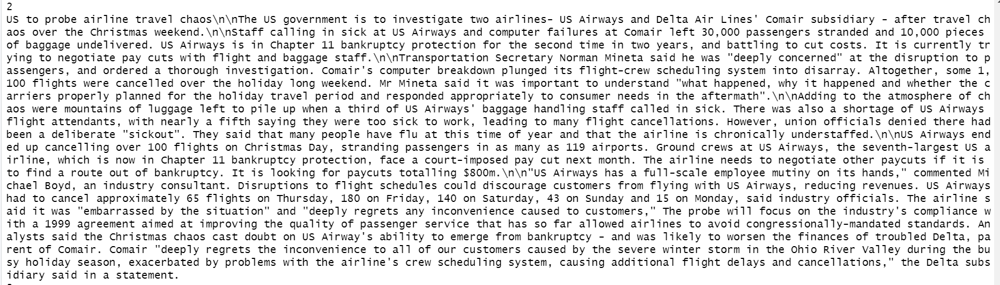 2
US to probe airline travel chaos\n\nThe US government is to investigate two airlines- US Airways and Delta Air Lines' Comair subsidiary - after travel ch
aos over the Christmas weekend.\n\nStaff calling in sick at US Airways and computer failures at Comair left 30,000 passengers stranded and 10,000 pieces
of baggage undelivered. US Airways is in Chapter 11 bankruptcy protection for the second time in two years, and battling to cut costs. It is currently tr
ying to negotiate pay cuts with flight and baggage staff.\n\nTransportation Secretary Norman Mineta said he was "deeply concerned" at the disruption to p
assengers, and ordered a thorough investigation. Comair's computer breakdown plunged its flight-crew scheduling system into disarray. Altogether, some 1,
100 flights were cancelled over the holiday long weekend. Mr Mineta said it was important to understand "what happened, why it happened and whether the c
arriers properly planned for the holiday travel period and responded appropriately to consumer needs in the aftermath".\n\nAdding to the atmosphere of ch
aos were mountains of luggage left to pile up when a third of US Airways' baggage handling staff called in sick. There was also a shortage of US Airways
flight attendants, with nearly a fifth saying they were too sick to work, leading to many flight cancellations. However, union officials denied there had
been a deliberate "sickout". They said that many people have flu at this time of year and that the airline is chronically understaffed.\n\nUS Airways end
ed up cancelling over 100 flights on Christmas Day, stranding passengers in as many as 119 airports. Ground crews at US Airways, the seventh-largest US a
irline, which is now in Chapter 11 bankruptcy protection, face a court-imposed pay cut next month. The airline needs to negotiate other paycuts if it is
to find a route out of bankruptcy. It is looking for paycuts totalling $800m.\n\n"US Airways has a full-scale employee mutiny on its hands," commented Mi
chael Boyd, an industry consultant. Disruptions to flight schedules could discourage customers from flying with US Airways, reducing revenues. US Airways
had to cancel approximately 65 flights on Thursday, 180 on Friday, 140 on Saturday, 43 on Sunday and 15 on Monday, said industry officials. The airline s
aid it was "embarrassed by the situation" and "deeply regrets any inconvenience caused to customers," The probe will focus on the industry's compliance w
ith a 1999 agreement aimed at improving the quality of passenger service that has so far allowed airlines to avoid congressionally-mandated standards. An
alysts said the Christmas chaos cast doubt on US Airway's ability to emerge from bankruptcy - and was likely to worsen the finances of troubled Delta, pa
rent of Comair. Comair "deeply regrets the inconvenience to all of our customers caused by the severe winter storm in the Ohio River Valley during the bu
sy holiday season, exacerbated by problems with the airline's crew scheduling system, causing additional flight delays and cancellations," the Delta subs
idiary said in a statement.